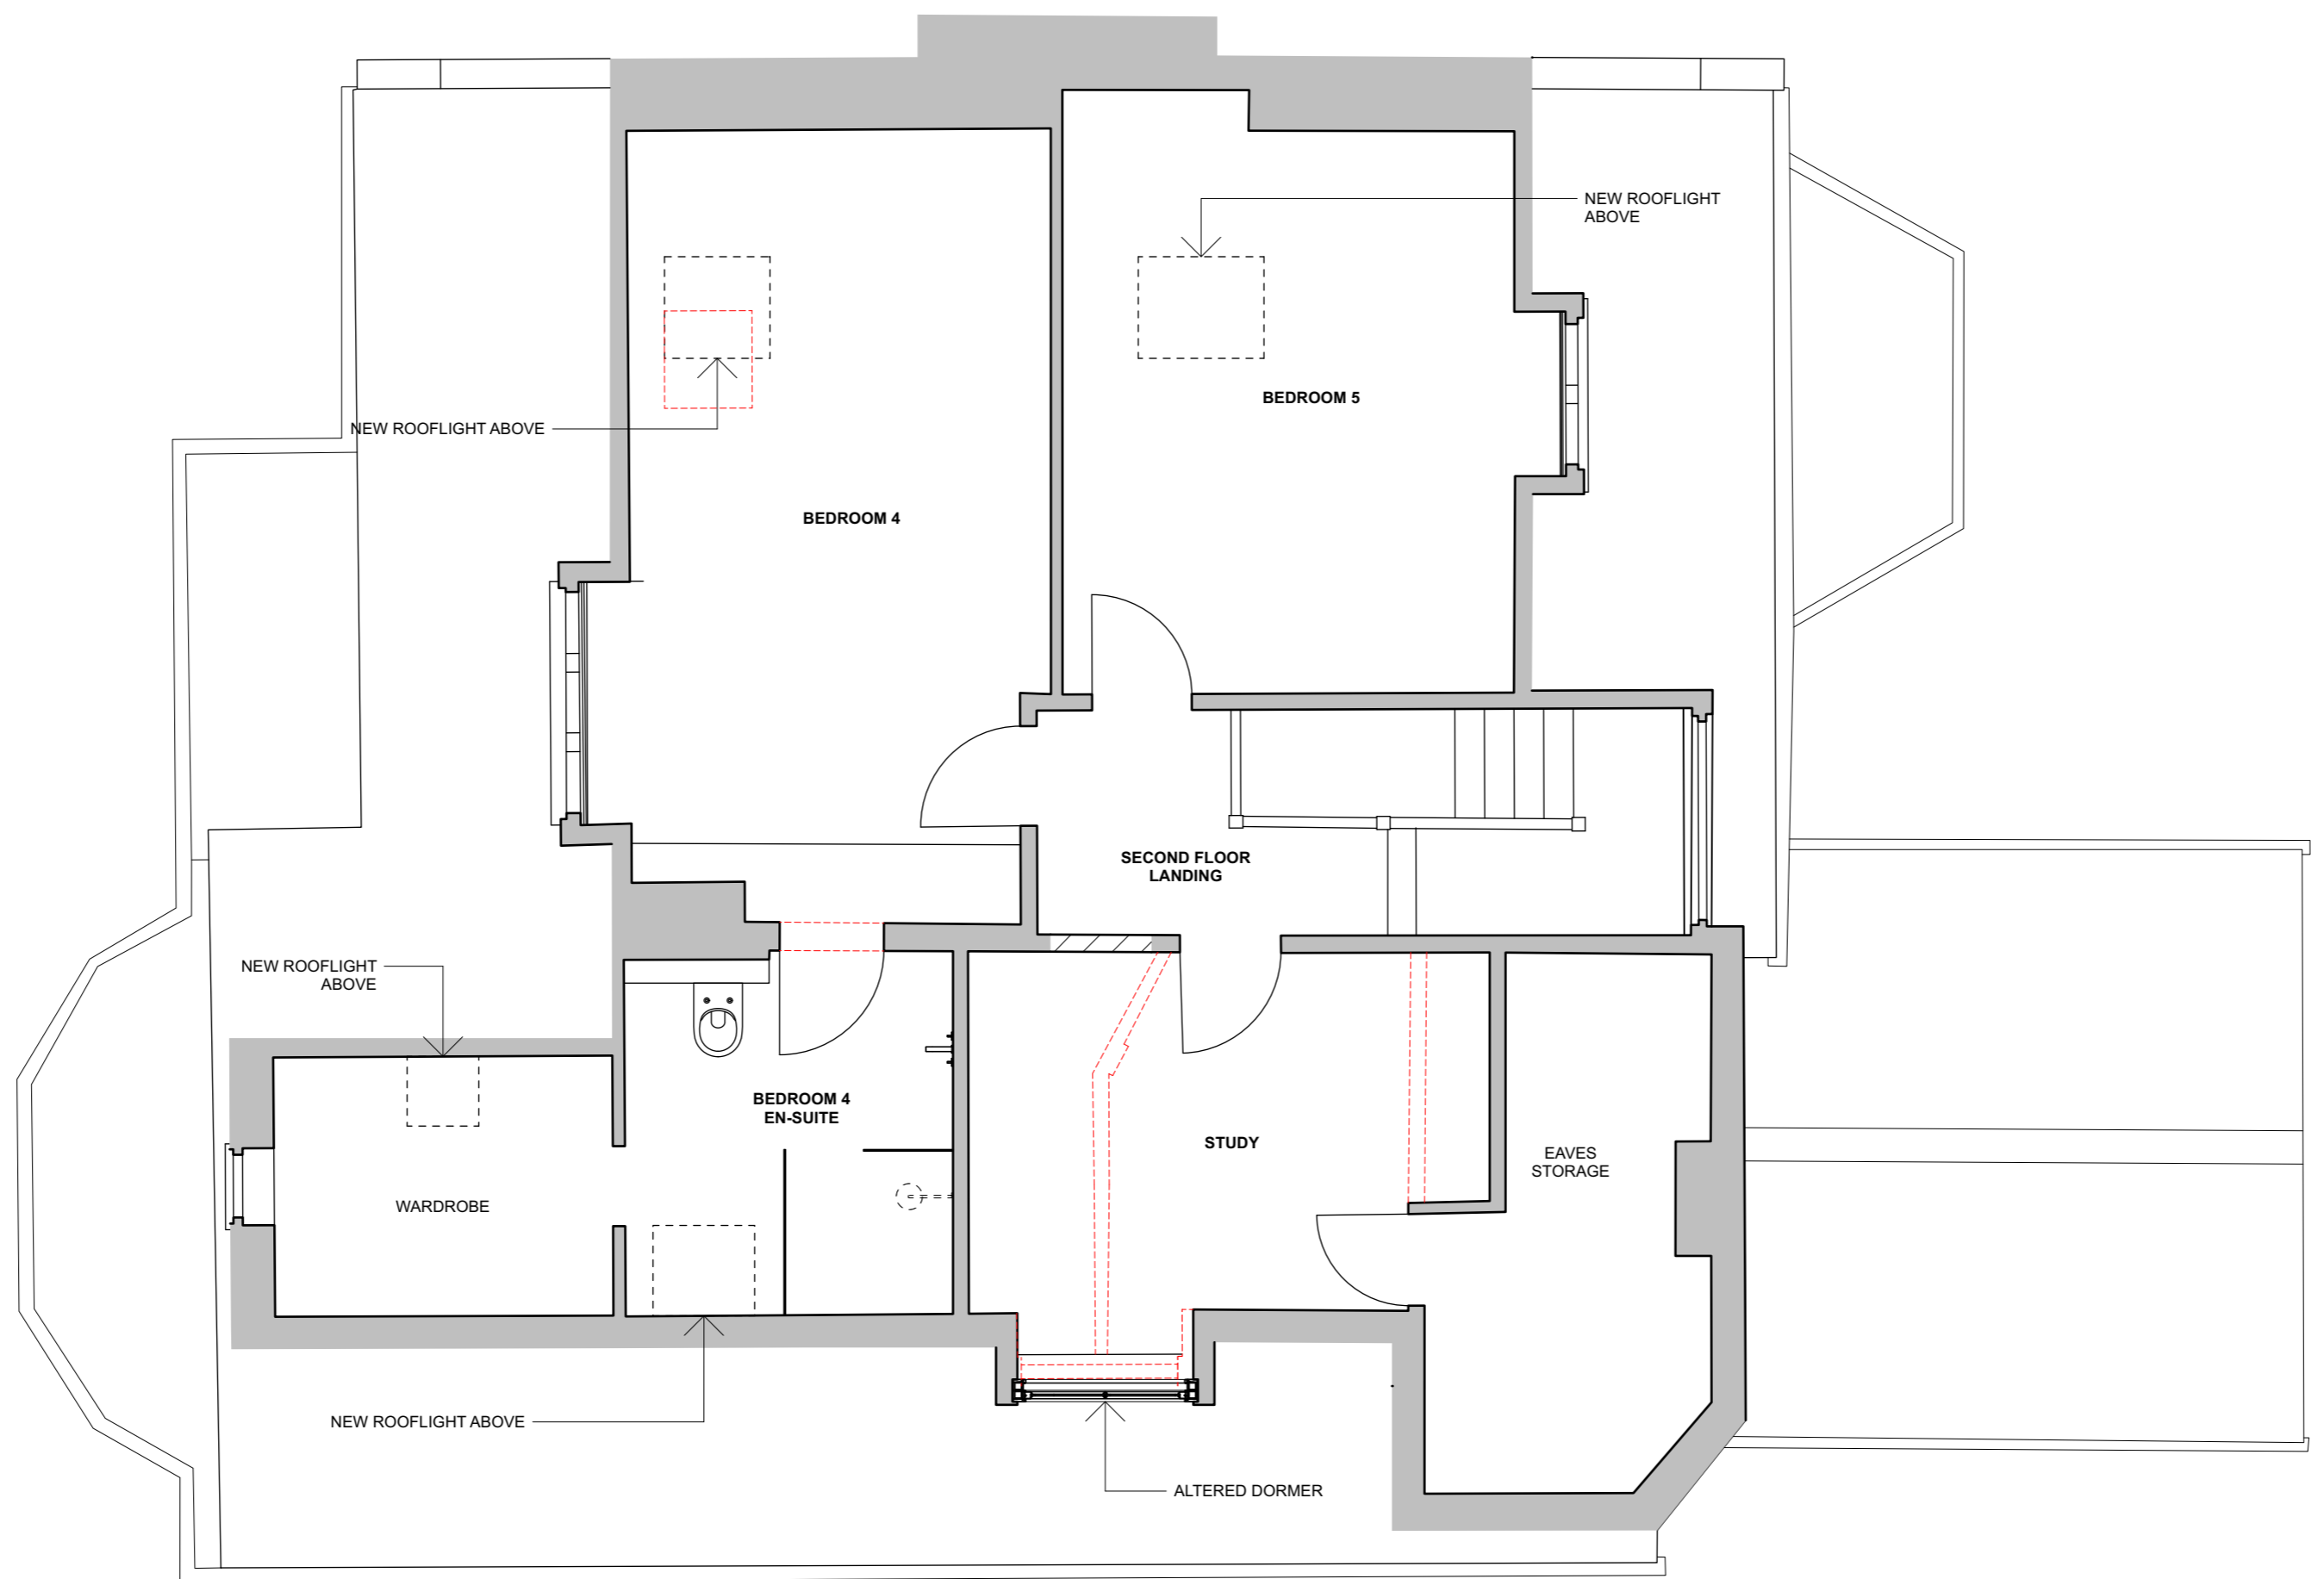 NEW ROOFLIGHT
ABOVE
BEDROOM 5
NEW ROOFLIGHT ABOVE
BEDROOM 4
SECOND FLOOR
LANDING
NEW ROOFLIGHT
ABOVE
BEDROOM 4
EN-SUITE
STUDY
EAVES
STORAGE
WARDROBE
NEW ROOFLIGHT ABOVE
ALTERED DORMER